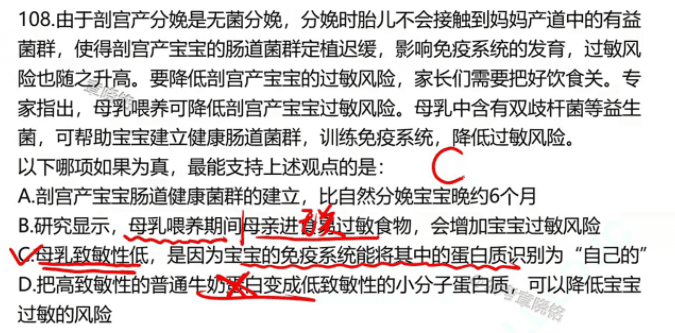 108.由于剖宫产分娩是无菌分娩，分娩时胎儿不会接触到妈妈产道中的有益
菌群，使得剖宫产宝宝的肠道菌群定植迟缓，影响免疫系统的发育，过敏风
险也随之升高。要降低剖宫产宝宝的过敏风险，家长们需要把好饮食关。专
家指出，母乳喂养可降低剖宫产宝宝过敏风险。母乳中含有双歧杆菌等益生
菌，可帮助宝宝建立健康肠道菌群，训练免疫系统，降低过敏风险。
以下哪项如果为真，最能支持上述观点的是：
C
A.剖宫产宝宝肠道健康菌群的建立，比自然分娩宝宝晚约6个月
B.研究显示，母乳喂养期间母亲进食易过敏食物，会增加宝宝过敏风险
C.母乳致敏性低，是因为宝宝的免疫系统能将其中的蛋白质识别为“自己的”
D.把高致敏性的普通牛奶蛋白变成低致敏性的小分子蛋白质，可以降低宝宝
过敏的风险